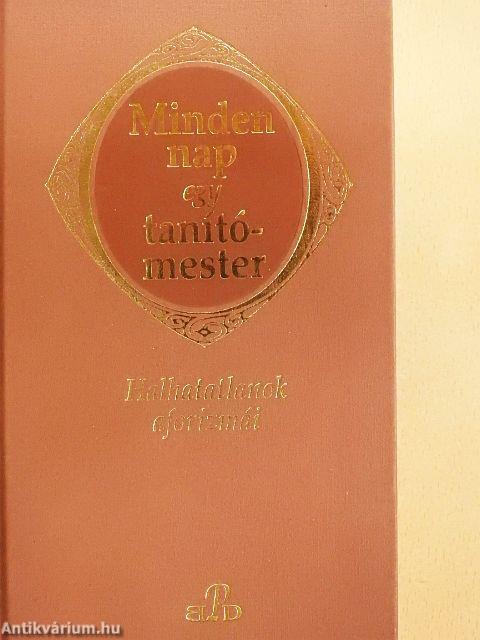 Minden
nap
egy
tanító-
mester
Halhatatlanok
aforizmái
Antikvárium.hu